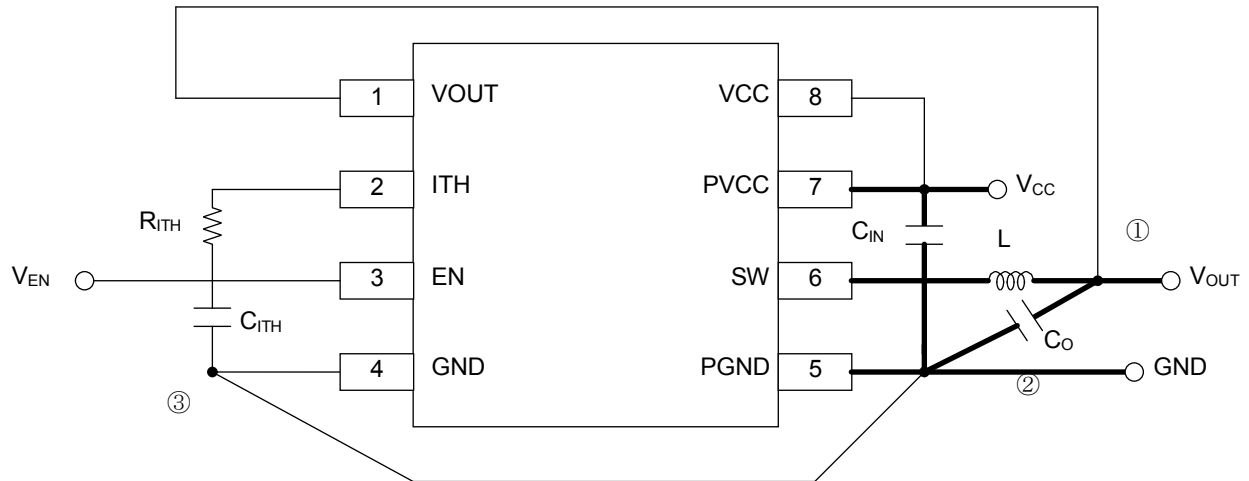 1 VOUT VCC 8
2 ITH PVCC 7 VCC
RITH CIN L ①
VEN 3 EN SW 6 VOUT
CITH CO
4 GND PGND 5 GND
③ ②